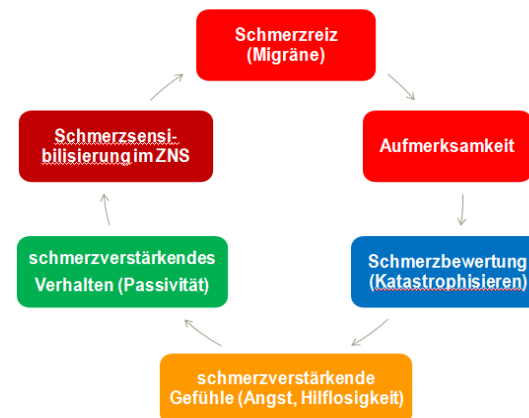 Schmerzreiz
(Migräne)
Aufmerksamkeit
Schmerzbewertung
(Katastrophisieren)
schmerzverstärkende
Gefühle (Angst, Hilflosigkeit)
schmerzverstärkendes
Verhalten (Passivität)
Schmerzsensi-
bilisierung im ZNS